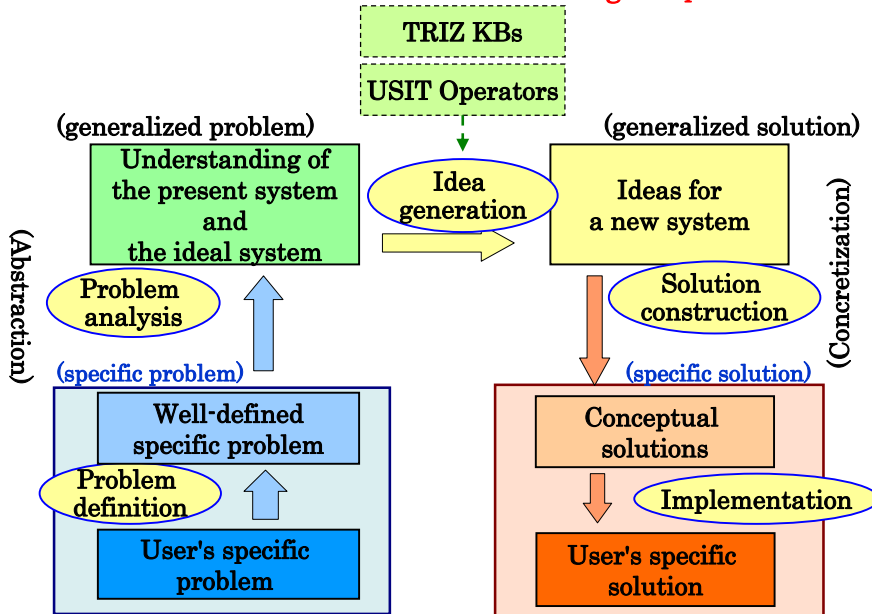 TRIZ KBs
USIT Operators
(generalized problem)
(generalized solution)
Understanding of
the present system
and
the ideal system
Idea
generation
Ideas for
a new system
(Abstraction)
(Concretization)
Problem
analysis
Solution
construction
(specific problem)
(specific solution)
Well-defined
specific problem
Conceptual
solutions
Problem
definition
Implementation
User's specific
problem
User's specific
solution